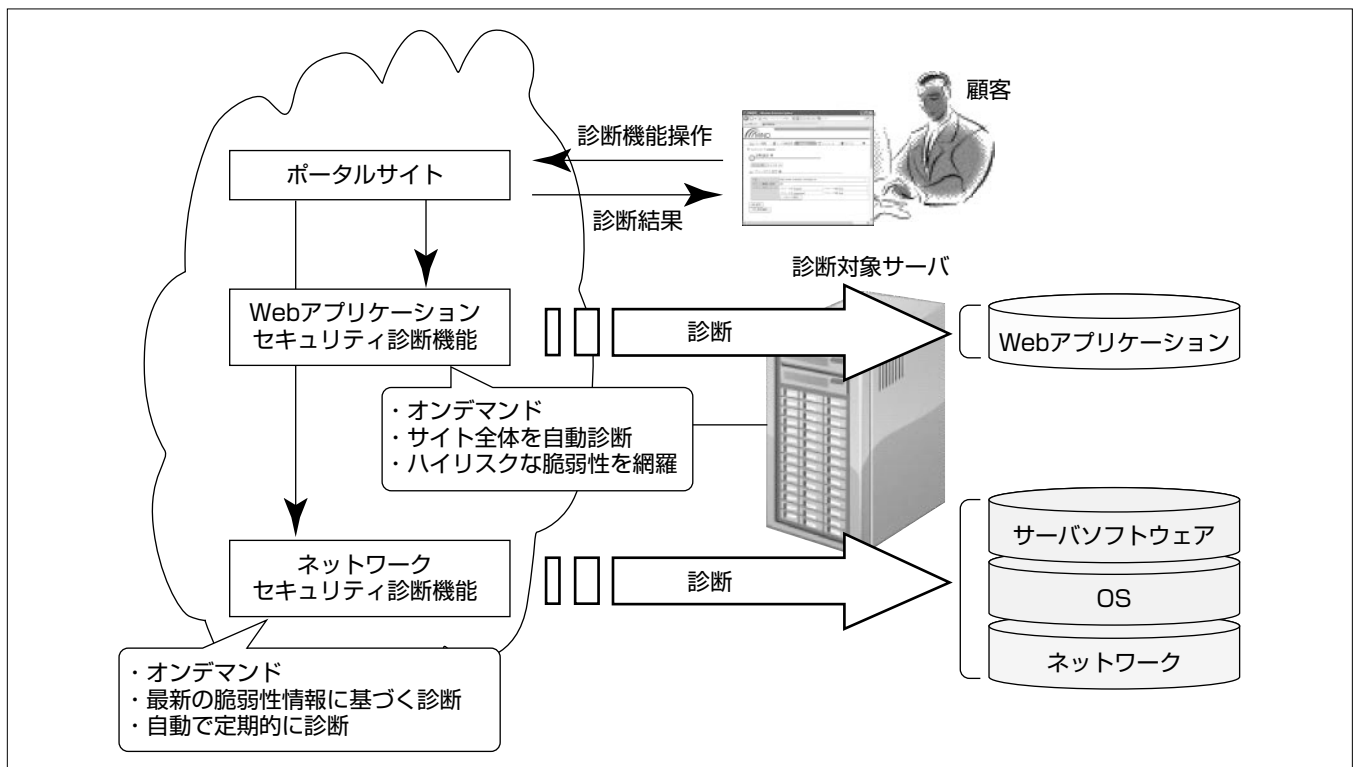 顧客
診断機能操作
ポータルサイト
診断結果
診断対象サーバ
Webアプリケーション
セキュリティ診断機能
診断
Webアプリケーション
・オンデマンド
・サイト全体を自動診断
・ハイリスクな脆弱性を網羅
サーバソフトウェア
ネットワーク
セキュリティ診断機能
診断
OS
ネットワーク
・オンデマンド
・最新の脆弱性情報に基づく診断
・自動で定期的に診断
MIND